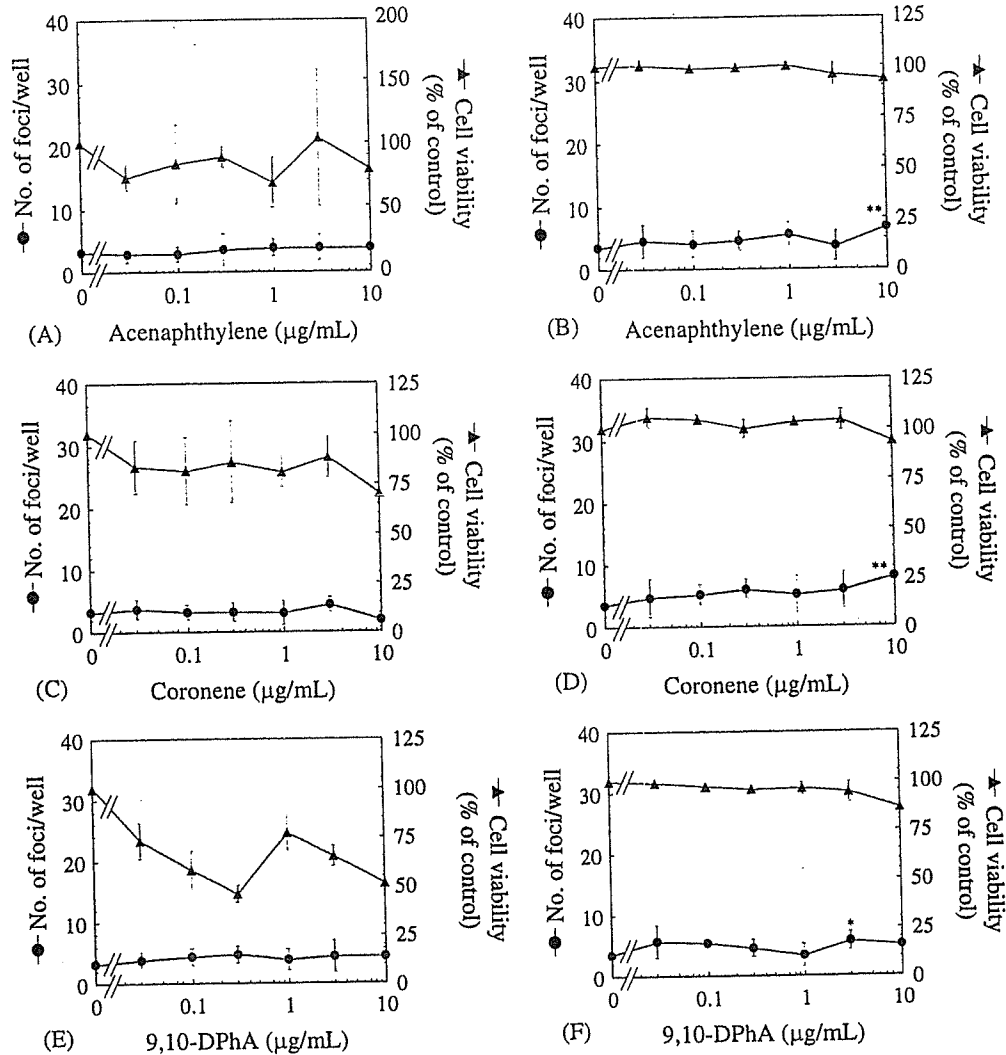 40
30
20
10
0
200
150
100
50
0
No. of foci/well
Cell viability
(% of control)
0 0.1 1 10
(A) Acenaphthylene (µg/mL)
40
30
20
10
0
125
100
75
50
25
0
No. of foci/well
Cell viability
(% of control)
**
0 0.1 1 10
(B) Acenaphthylene (µg/mL)
40
30
20
10
0
125
100
75
50
25
0
No. of foci/well
Cell viability
(% of control)
0 0.1 1 10
(C) Coronene (µg/mL)
40
30
20
10
0
125
100
75
50
25
0
No. of foci/well
Cell viability
(% of control)
**
0 0.1 1 10
(D) Coronene (µg/mL)
40
30
20
10
0
125
100
75
50
25
0
No. of foci/well
Cell viability
(% of control)
0 0.1 1 10
(E) 9,10-DPhA (µg/mL)
40
30
20
10
0
125
100
75
50
25
0
No. of foci/well
Cell viability
(% of control)
*
0 0.1 1 10
(F) 9,10-DPhA (µg/mL)